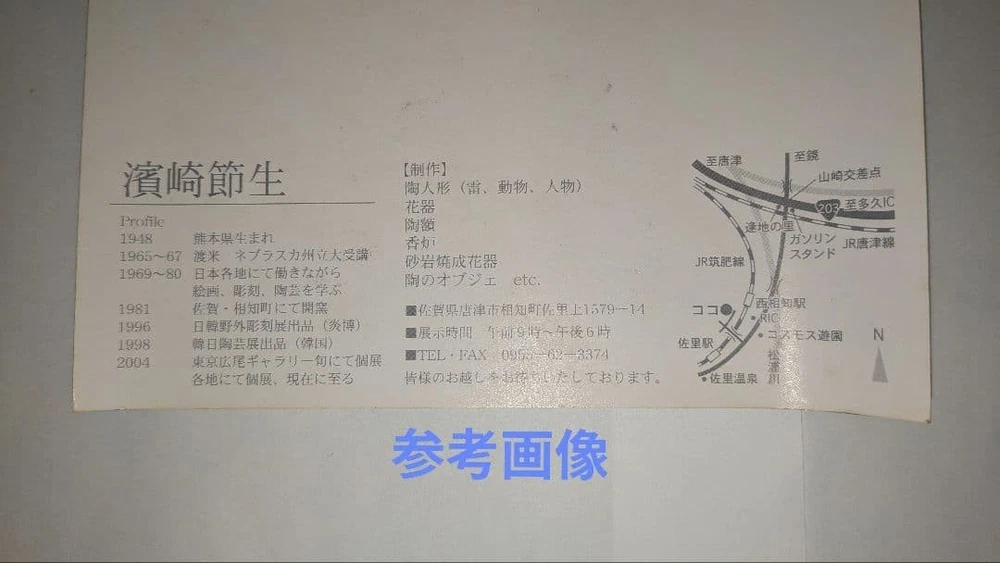 濱崎節生
Profile
1948 熊本県生まれ
1965～67 渡米 ネブラスカ州立大受講
1969～80 日本各地にて働きながら
絵画、彫刻、陶芸を学ぶ
1981 佐賀・相知町にて開窯
1996 日韓野外彫刻展出品（炎博）
1998 韓日陶芸展出品（韓国）
2004 東京広尾ギャラリー旬にて個展
各地にて個展、現在に至る
【制作】
陶人形（雷、動物、人物）
花器
陶額
香炉
砂岩焼成花器
陶のオブジェ etc.
■佐賀県唐津市相知町佐里上1579－14
■展示時間 午前9時～午後6時
■TEL・FAX 0955－62－3374
皆様のお越しをお待ちいたしております。
至唐津
至鏡
山崎交差点
203
至多久IC
逢地の里
ガソリン
スタンド
JR唐津線
JR筑肥線
西相知駅
ココ
RIC
コスモス遊園
佐里駅
松浦川
佐里温泉
N
参考画像